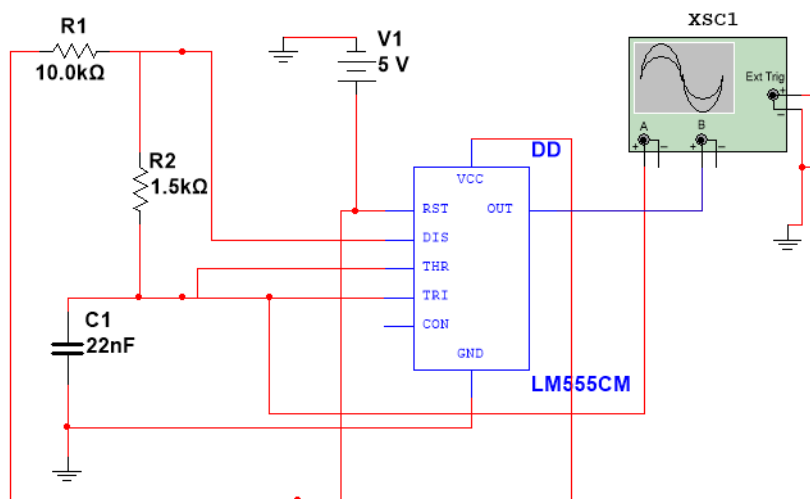 XSC1
R1
10.0kΩ
V1
5 V
Ext Trig
+
−
A
B
+ − + −
R2
1.5kΩ
DD
VCC
RST
OUT
DIS
THR
TRI
CON
GND
C1
22nF
LM555CM